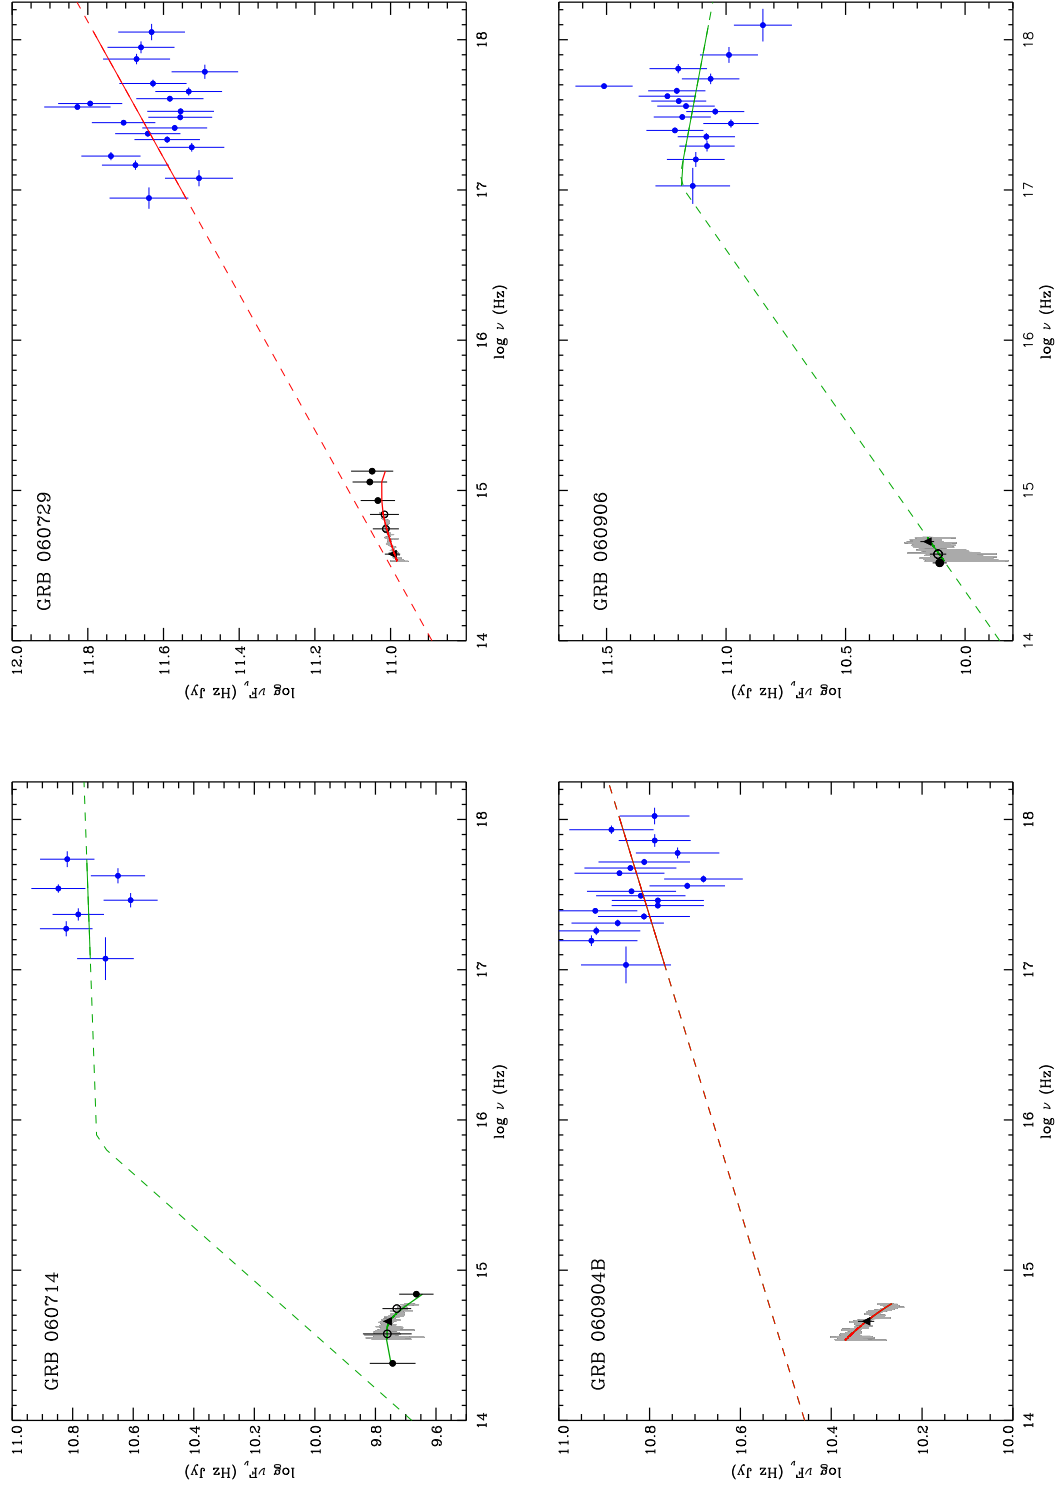 GRB 060714
log νFν (Hz Jy)
11.0
10.8
10.6
10.4
10.2
10.0
9.8
9.6
14 15 16 17 18
log ν (Hz)
GRB 060729
log νFν (Hz Jy)
12.0
11.8
11.6
11.4
11.2
11.0
14 15 16 17 18
log ν (Hz)
GRB 060904B
log νFν (Hz Jy)
11.0
10.8
10.6
10.4
10.2
10.0
14 15 16 17 18
log ν (Hz)
GRB 060906
log νFν (Hz Jy)
11.5
11.0
10.5
10.0
14 15 16 17 18
log ν (Hz)